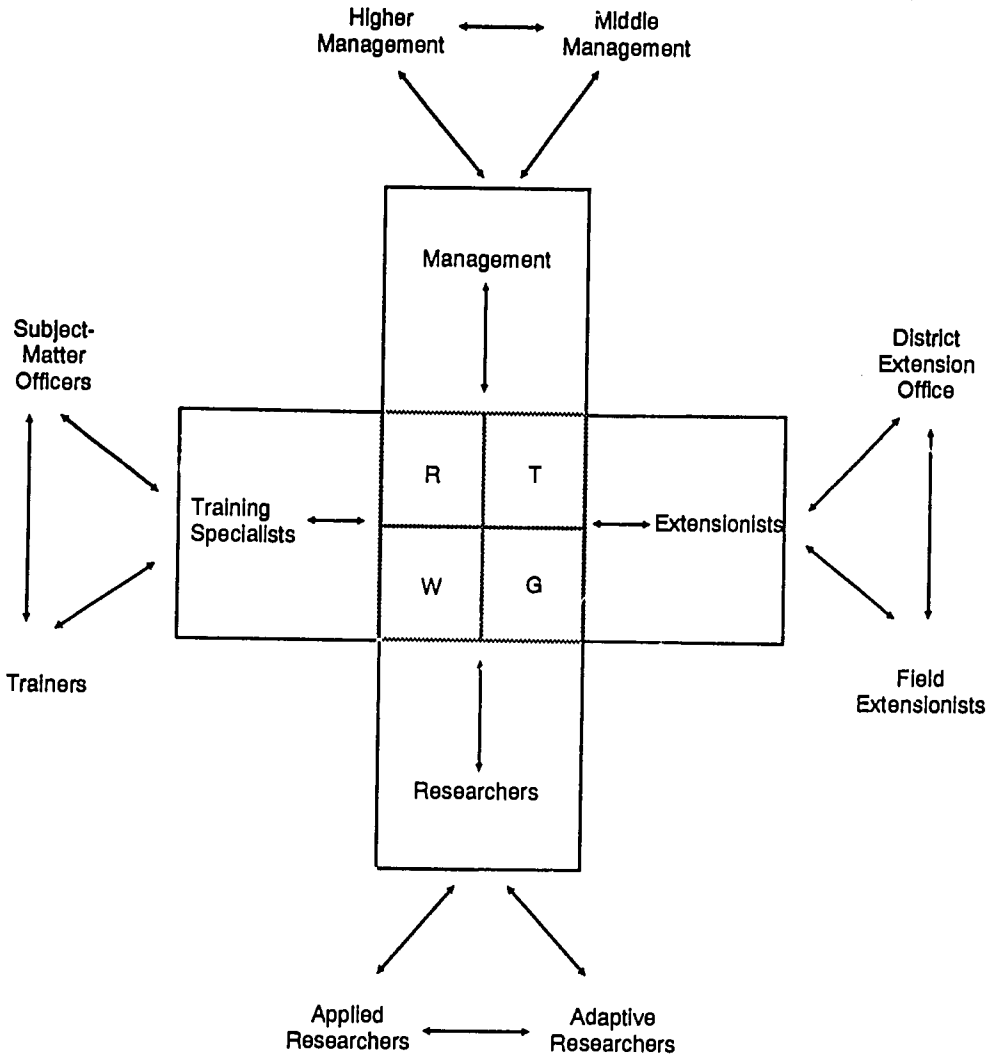 Higher
Management
Middle
Management
Management
Subject-
Matter
Officers
District
Extension
Office
R
T
Training
Specialists
Extensionists
W
G
Trainers
Field
Extensionists
Researchers
Applied
Researchers
Adaptive
Researchers